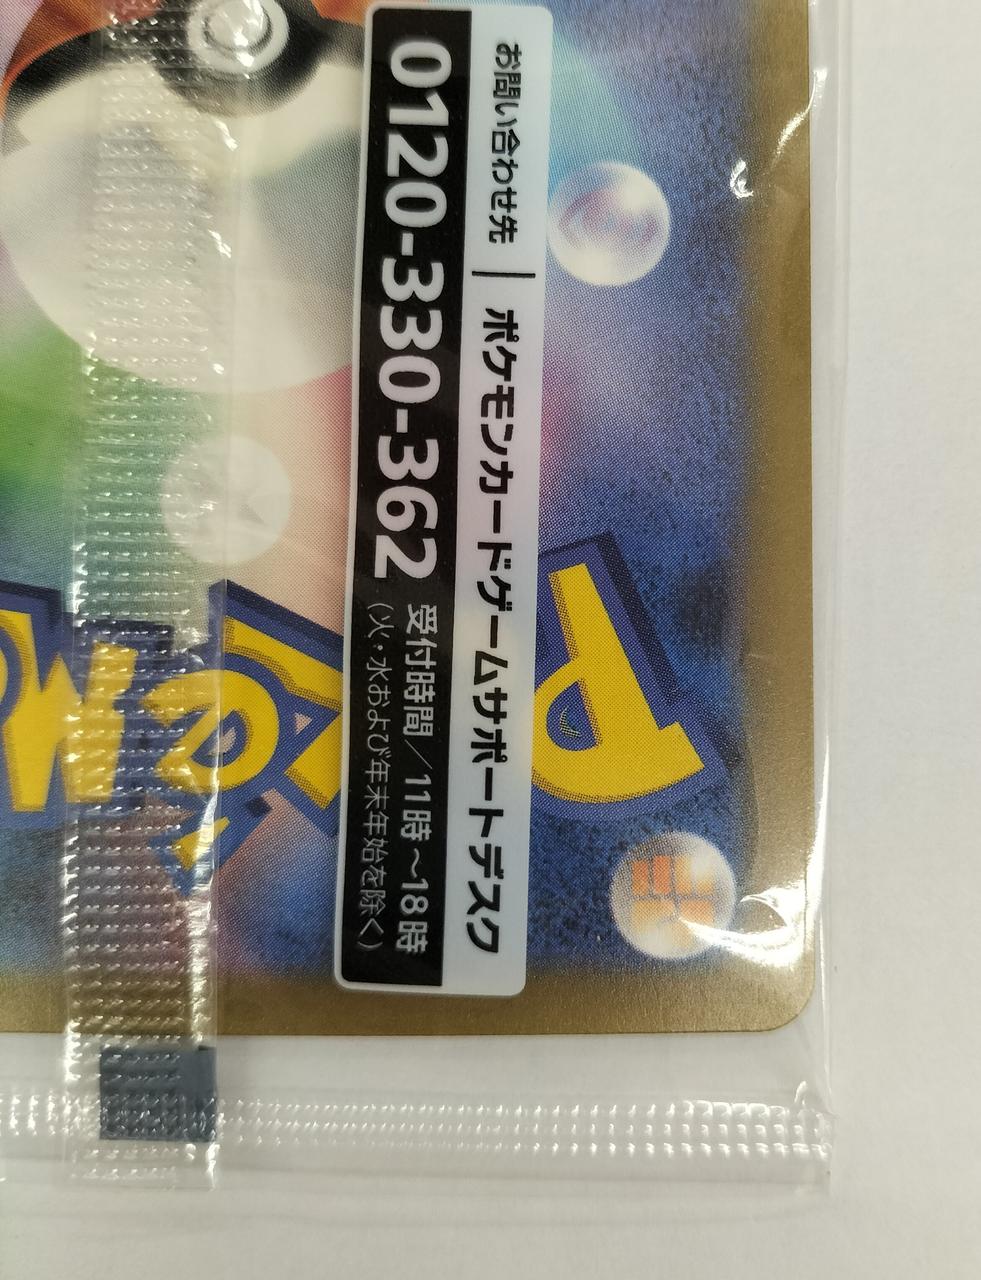 お問い合わせ先 | ポケモンカードゲームサポートデスク
0120-330-362 受付時間／11時～18時
(火・水および年末年始を除く)